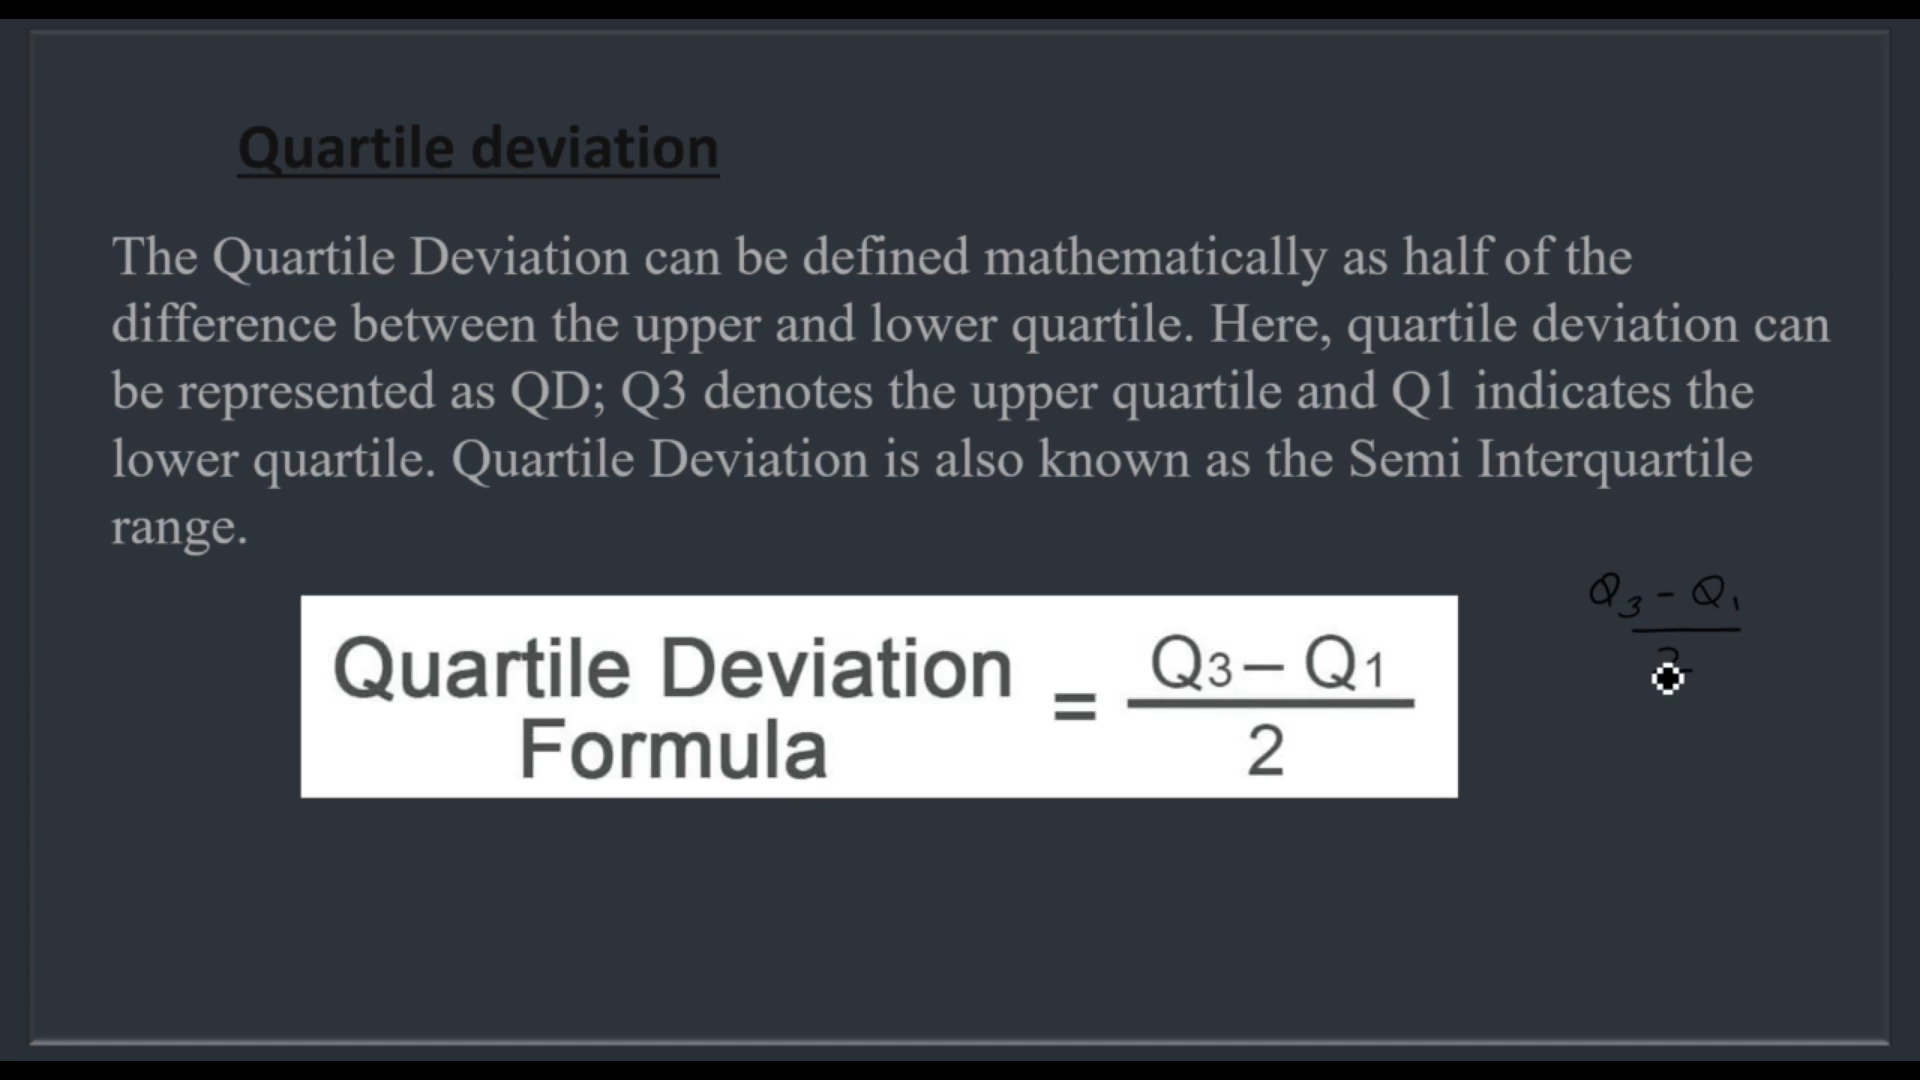 Quartile deviation
The Quartile Deviation can be defined mathematically as half of the
difference between the upper and lower quartile. Here, quartile deviation can
be represented as QD; Q3 denotes the upper quartile and Q1 indicates the
lower quartile. Quartile Deviation is also known as the Semi Interquartile
range.
Q3 - Q1
2
Quartile Deviation
Formula
=
Q3 – Q1
2